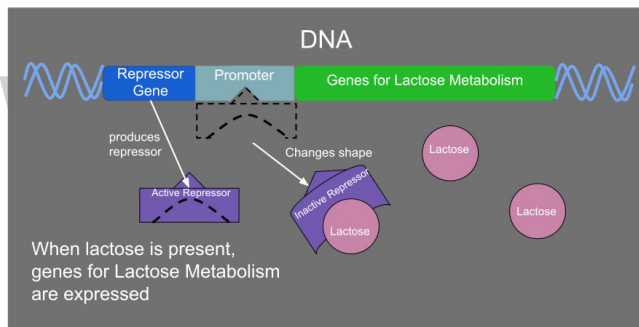 DNA
Repressor
Gene
Promoter
Genes for Lactose Metabolism
produces
repressor
Changes shape
Lactose
Active Repressor
Inactive Repressor
Lactose
Lactose
When lactose is present,
genes for Lactose Metabolism
are expressed